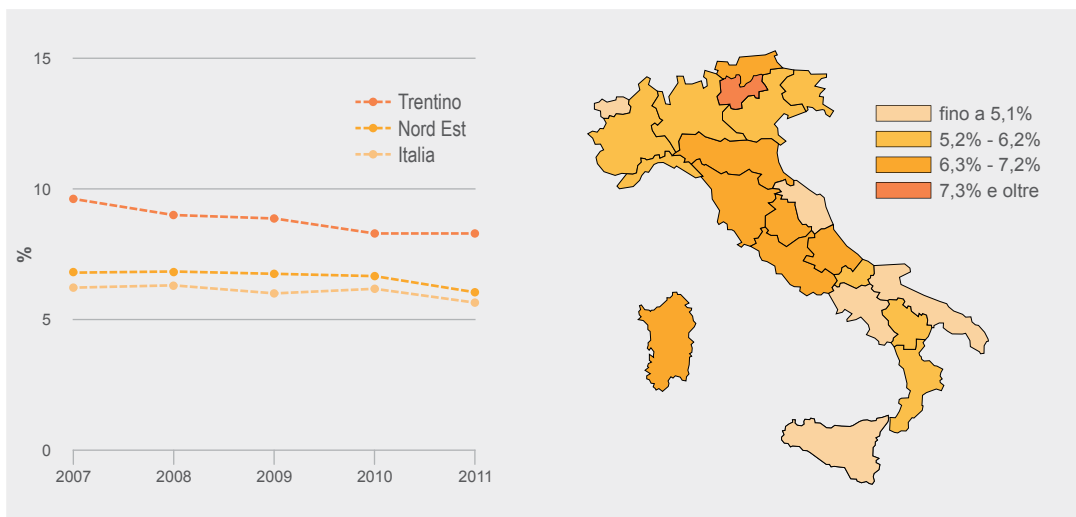 15
10
%
5
0
2007 2008 2009 2010 2011
Trentino
Nord Est
Italia
fino a 5,1%
5,2% - 6,2%
6,3% - 7,2%
7,3% e oltre